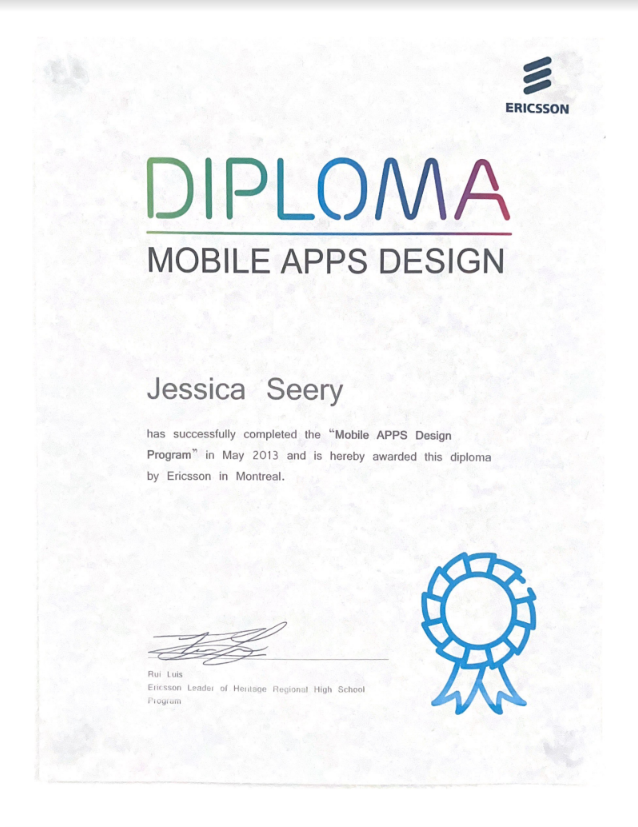 ERICSSON
DIPLOMA
MOBILE APPS DESIGN
Jessica Seery
has successfully completed the "Mobile APPS Design
Program" in May 2013 and is hereby awarded this diploma
by Ericsson in Montreal.
Rui Luis
Ericsson Leader of Heritage Regional High School
Program